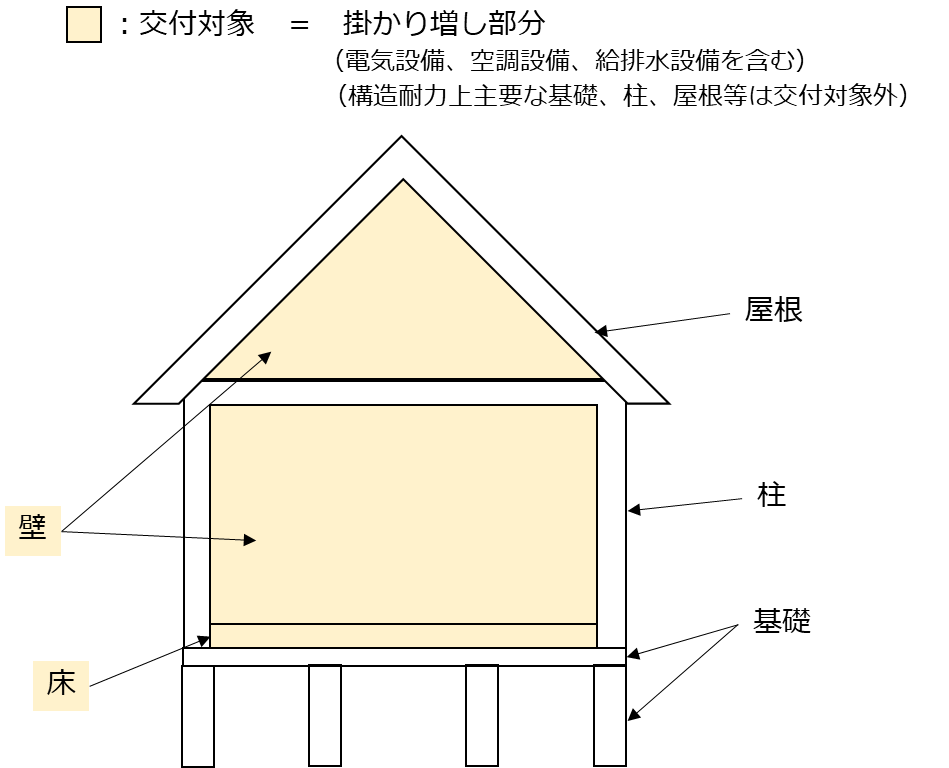 ：交付対象　＝　掛かり増し部分
（電気設備、空調設備、給排水設備を含む）
（構造耐力上主要な基礎、柱、屋根等は交付対象外）
屋根
柱
壁
基礎
床